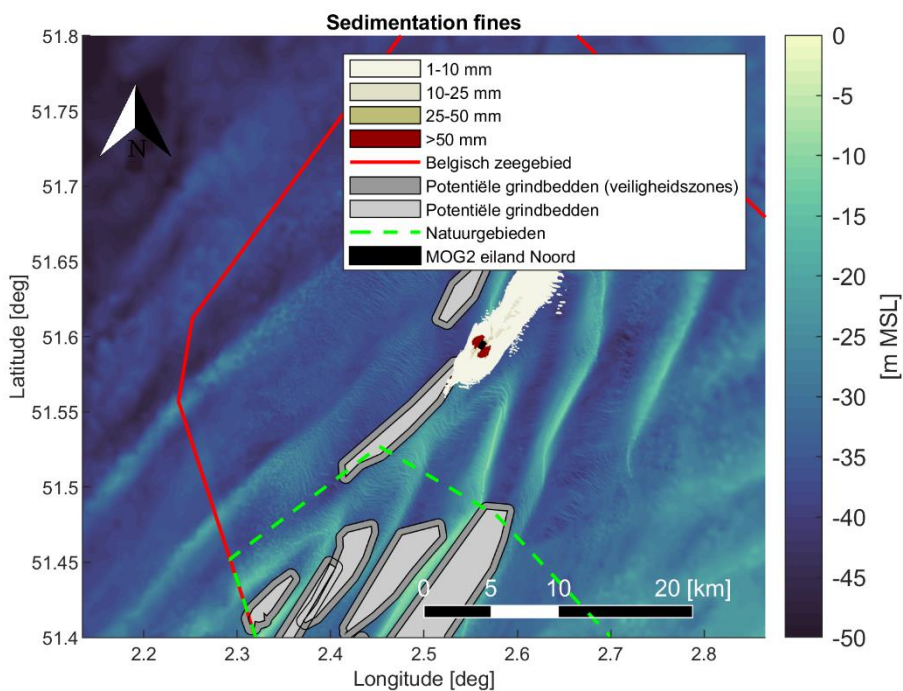 Sedimentation fines
51.8
51.75
51.7
51.65
51.6
51.55
51.5
51.45
51.4
Latitude [deg]
N
1-10 mm
10-25 mm
25-50 mm
>50 mm
Belgisch zeegebied
Potentiële grindbedden (veiligheidszones)
Potentiële grindbedden
Natuurgebieden
MOG2 eiland Noord
0 5 10 20 [km]
2.2 2.3 2.4 2.5 2.6 2.7 2.8
Longitude [deg]
0
-5
-10
-15
-20
-25
-30
-35
-40
-45
-50
[m MSL]